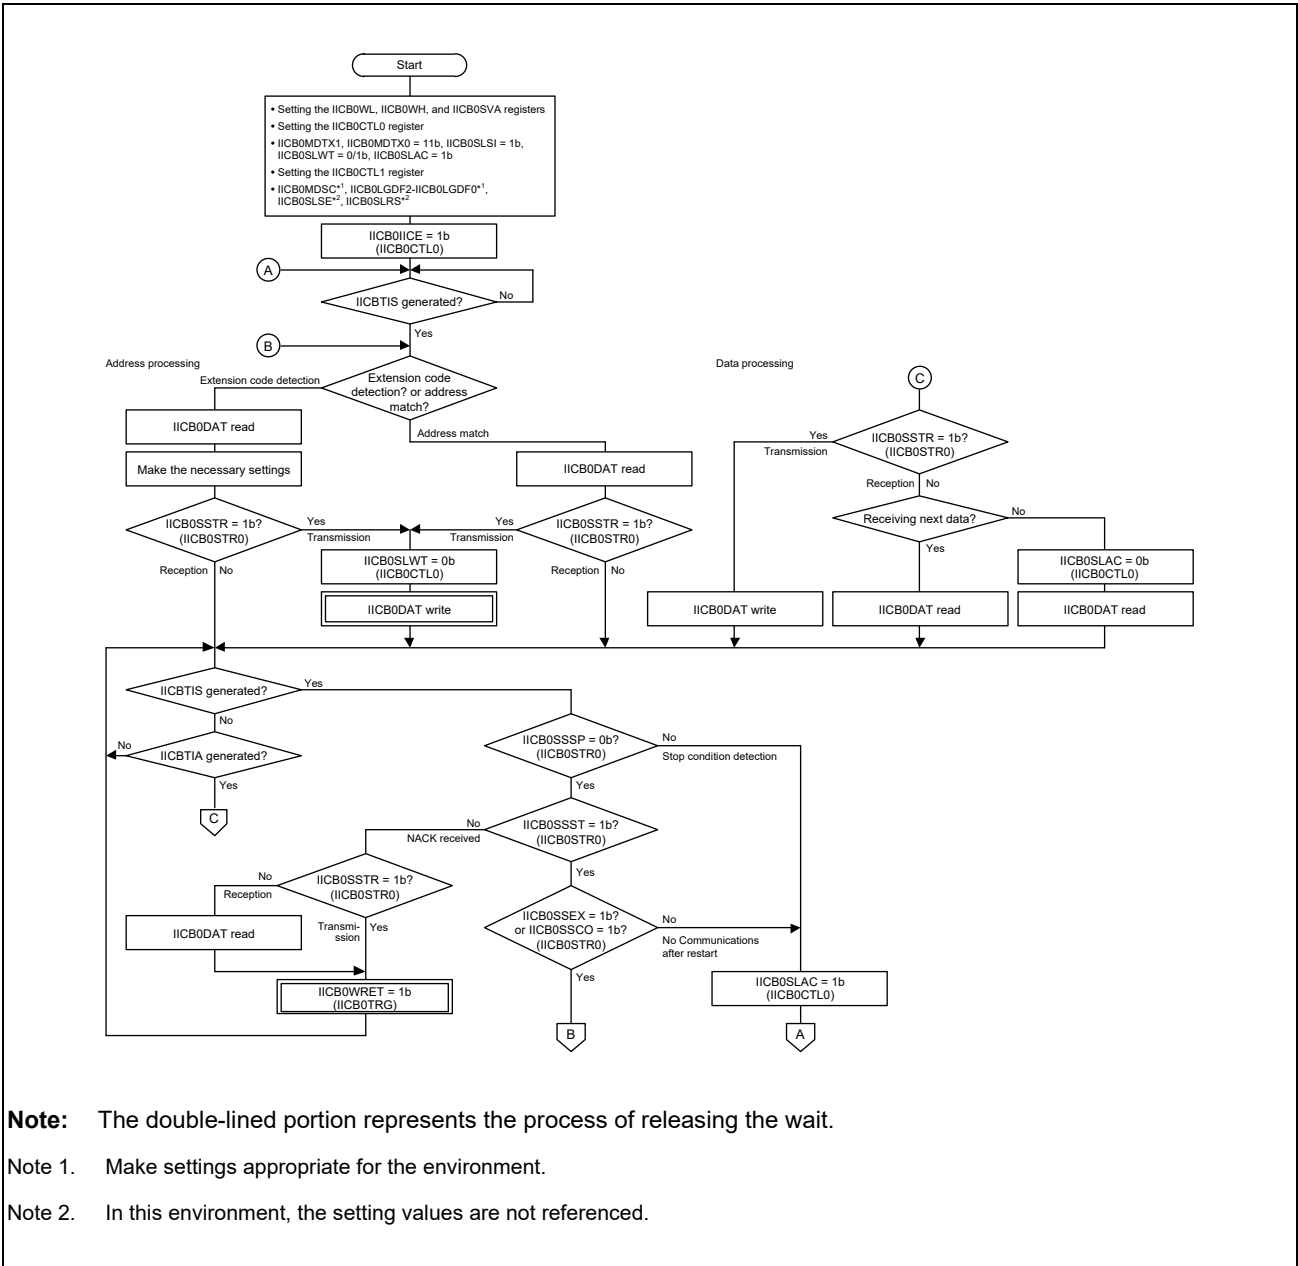 Start
• Setting the IICB0WL, IICB0WH, and IICB0SVA registers
• Setting the IICB0CTL0 register
• IICB0MDTX1, IICB0MDTX0 = 11b, IICB0SLSI = 1b,
IICB0SLWT = 0/1b, IICB0SLAC = 1b
• Setting the IICB0CTL1 register
• IICB0MDSC*1, IICB0LGDF2-IICB0LGDF0*1,
IICB0SLSE*2, IICB0SLRS*2
IICB0IICE = 1b
(IICB0CTL0)
A
IICBTIS generated?
No
Yes
B
Address processing
Extension code detection
Extension code
detection? or address
match?
Address match
IICB0DAT read
Make the necessary settings
IICB0SSTR = 1b?
(IICB0STR0)
Yes
Transmission
Reception
No
IICB0DAT read
IICB0SSTR = 1b?
(IICB0STR0)
Yes
Transmission
Reception
No
IICB0SLWT = 0b
(IICB0CTL0)
IICB0DAT write
Data processing
C
IICB0SSTR = 1b?
(IICB0STR0)
Yes
Transmission
Reception
No
Receiving next data?
No
Yes
IICB0SLAC = 0b
(IICB0CTL0)
IICB0DAT write
IICB0DAT read
IICB0DAT read
IICBTIS generated?
Yes
No
IICBTIA generated?
No
Yes
C
IICB0SSSP = 0b?
(IICB0STR0)
No
Stop condition detection
Yes
IICB0SSST = 1b?
(IICB0STR0)
No
NACK received
Yes
IICB0SSTR = 1b?
(IICB0STR0)
No
Reception
Transmi-
ssion
Yes
IICB0DAT read
IICB0WRET = 1b
(IICB0TRG)
IICB0SSEX = 1b?
or IICB0SSCO = 1b?
(IICB0STR0)
No
No Communications
after restart
Yes
IICB0SLAC = 1b
(IICB0CTL0)
B
A
Note: The double-lined portion represents the process of releasing the wait.
Note 1. Make settings appropriate for the environment.
Note 2. In this environment, the setting values are not referenced.